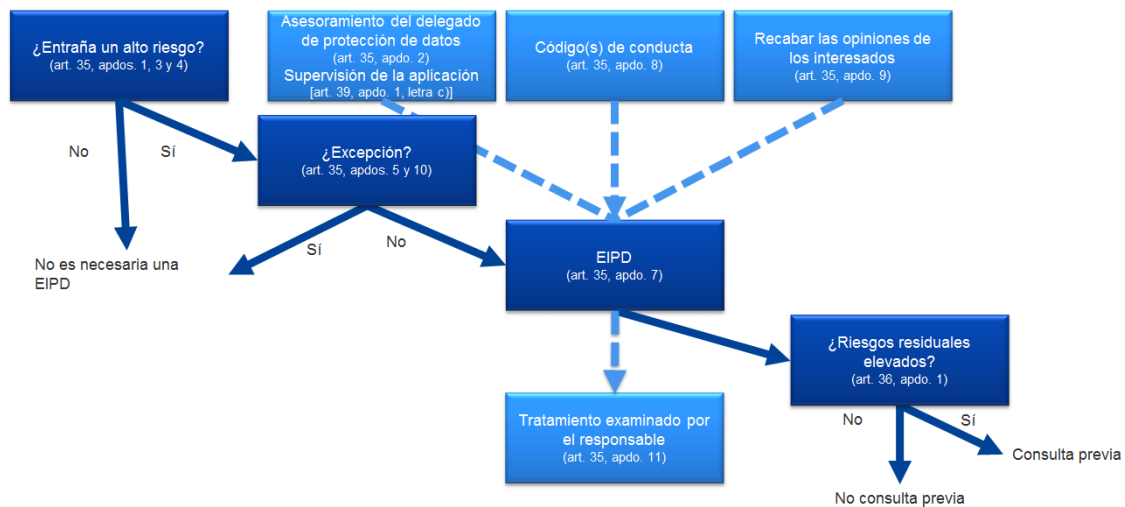 ¿Entraña un alto riesgo?
(art. 35, apdos. 1, 3 y 4)
Asesoramiento del delegado
de protección de datos
(art. 35, apdo. 2)
Supervisión de la aplicación
[art. 39, apdo. 1, letra c)]
Código(s) de conducta
(art. 35, apdo. 8)
Recabar las opiniones de
los interesados
(art. 35, apdo. 9)
No
Sí
¿Excepción?
(art. 35, apdos. 5 y 10)
Sí
No
No es necesaria una
EIPD
EIPD
(art. 35, apdo. 7)
¿Riesgos residuales
elevados?
(art. 36, apdo. 1)
Tratamiento examinado por
el responsable
(art. 35, apdo. 11)
No
Sí
Consulta previa
No consulta previa